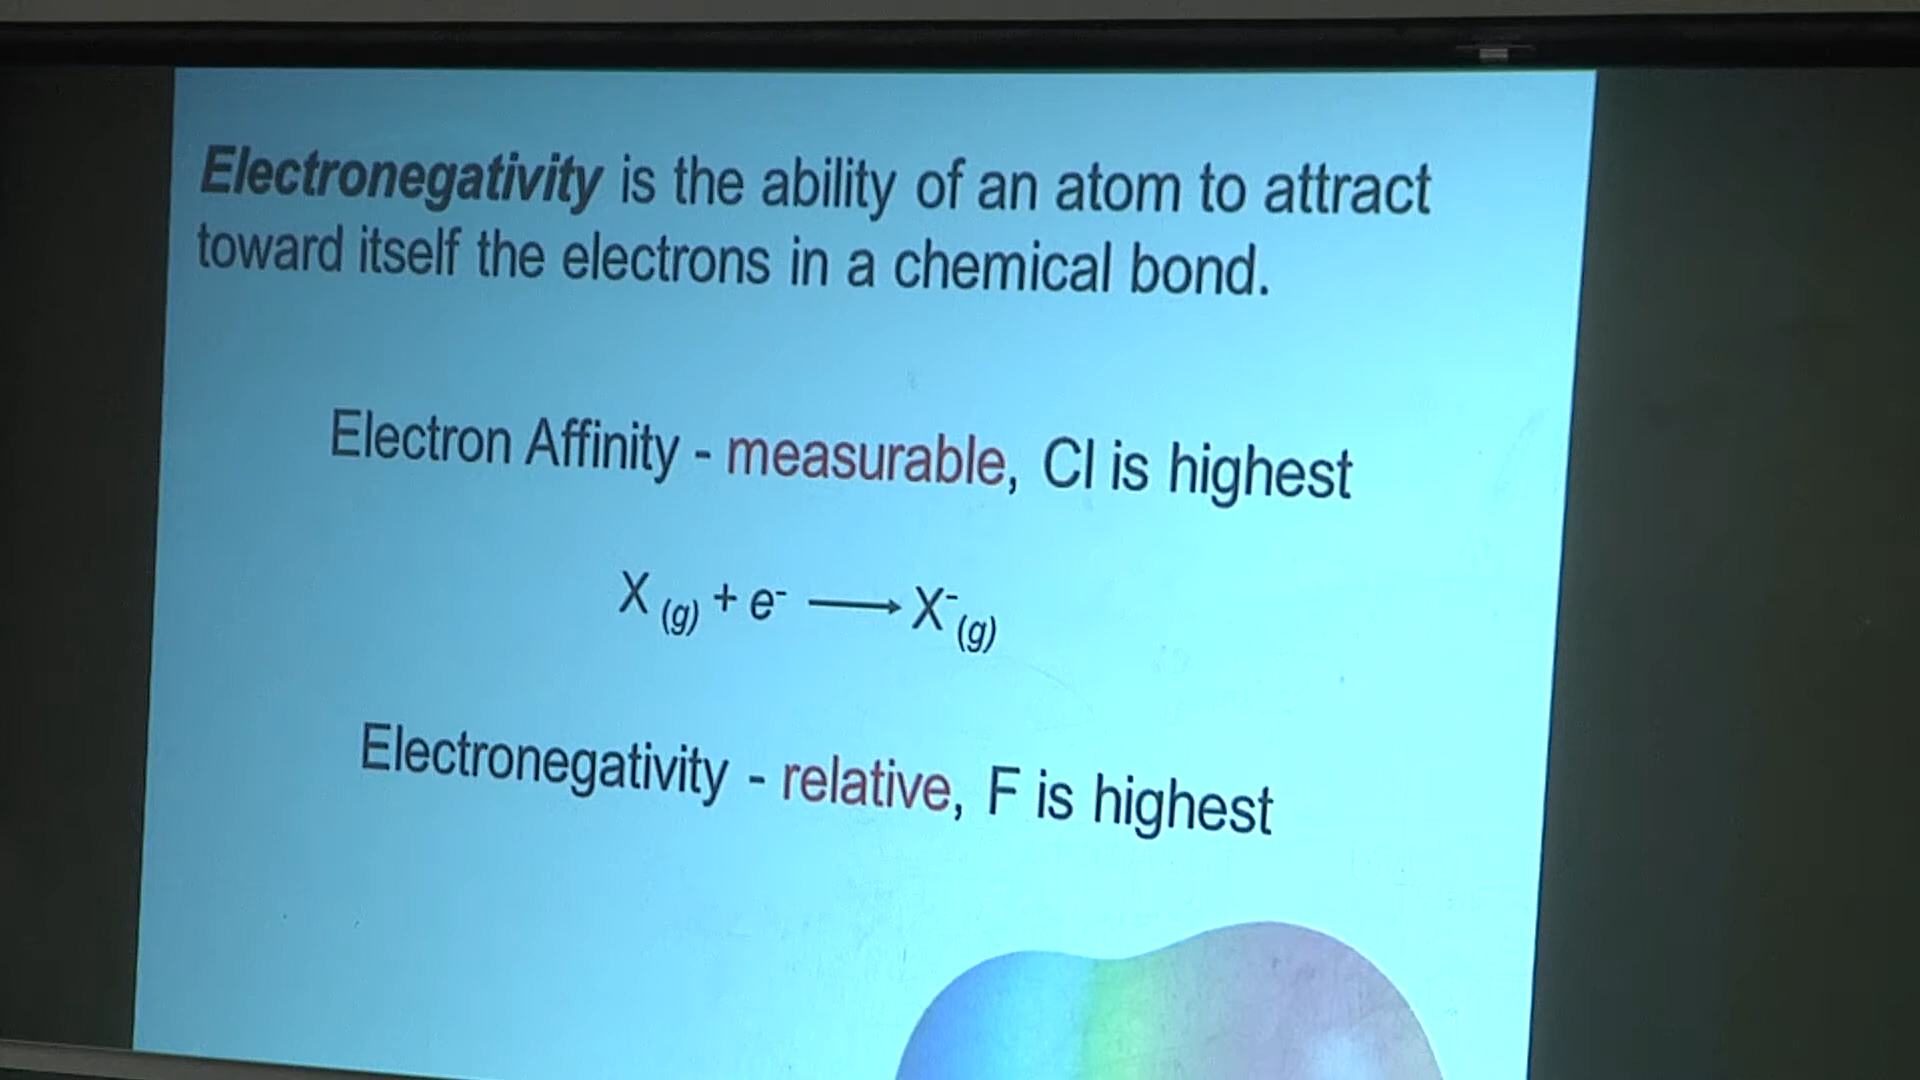 Electronegativity is the ability of an atom to attract
toward itself the electrons in a chemical bond.
Electron Affinity - measurable, Cl is highest
X (g) + e⁻ ⟶ X⁻(g)
Electronegativity - relative, F is highest